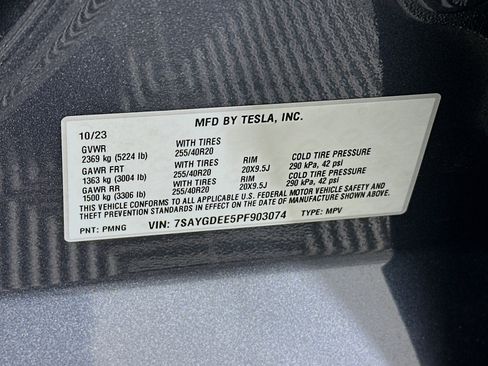 MFD BY TESLA, INC.
10/23
GVWR WITH TIRES RIM COLD TIRE PRESSURE
2369 kg (5224 lb) 255/40R20 20X9.5J 290 kPa, 42 psi
GAWR FRT WITH TIRES RIM COLD TIRE PRESSURE
1363 kg (3004 lb) 255/40R20 20X9.5J 290 kPa, 42 psi
GAWR RR WITH TIRES
1500 kg (3306 lb) 255/40R20
THIS VEHICLE CONFORMS TO ALL APPLICABLE U.S. FEDERAL MOTOR VEHICLE SAFETY AND
THEFT PREVENTION STANDARDS IN EFFECT ON THE DATE OF MANUFACTURE SHOWN ABOVE.
PNT: PMNG VIN: 7SAYGDEE5PF903074 TYPE: MPV